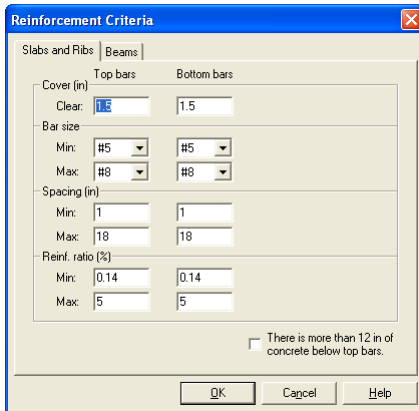 Reinforcement Criteria
Slabs and Ribs Beams
Top bars Bottom bars
Cover (in)
Clear: 1.5 1.5
Bar size
Min: #5 #5
Max: #8 #8
Spacing (in)
Min: 1 1
Max: 18 18
Reinf. ratio (%)
Min: 0.14 0.14
Max: 5 5
There is more than 12 in of
concrete below top bars.
OK Cancel Help